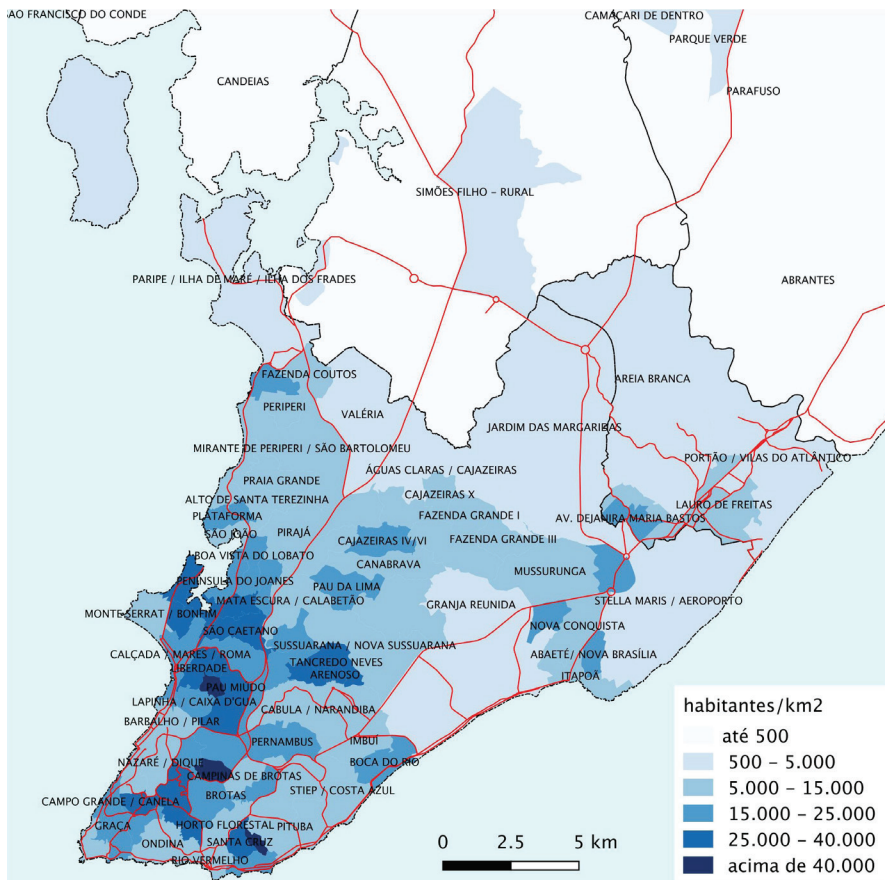 SAO FRANCISCO DO CONDE
CAMAÇARI DE DENTRO
PARQUE VERDE
CANDEIAS
PARAFUSO
SIMÕES FILHO – RURAL
PARIPE / ILHA DE MARÉ / ILHA DOS FRADES
ABRANTES
FAZENDA COUTOS
AREIA BRANCA
PERIPERI
VALÉRIA
JARDIM DAS MARGARIDAS
MIRANTE DE PERIPERI / SÃO BARTOLOMEU
PORTÃO / VILAS DO ATLÂNTICO
ÁGUAS CLARAS / CAJAZEIRAS
PRAIA GRANDE
CAJAZEIRAS X
ALTO DE SANTA TEREZINHA
LAURO DE FREITAS
PLATAFORMA
FAZENDA GRANDE I
AV. DEJANIRA MARIA BASTOS
SÃO JOÃO
PIRAJÁ
CAJAZEIRAS IV/VI
FAZENDA GRANDE III
BOA VISTA DO LOBATO
CANABRAVA
MUSSURUNGA
PENÍNSULA DO JOANES
PAU DA LIMA
MATA ESCURA / CALABETÃO
GRANJA REUNIDA
STELLA MARIS / AEROPORTO
MONTE SERRAT / BONFIM
SÃO CAETANO
NOVA CONQUISTA
SUSSUARANA / NOVA SUSSUARANA
CALÇADA / MARES / ROMA
ABAETÉ/ NOVA BRASÍLIA
LIBERDADE
TANCREDO NEVES
ARENOSO
ITAPOÃ
PAU MIÚDO
LAPINHA / CAIXA D'GUA
CABULA / NARANDIBA
BARBALHO / PILAR
PERNAMBUS
IMBUÍ
NAZARÉ / DIQUE
BOCA DO RIO
CAMPINAS DE BROTAS
STIEP / COSTA AZUL
BROTAS
CAMPO GRANDE / CANELA
GRAÇA
HORTO FLORESTAL
PITUBA
ONDINA
SANTA CRUZ
RIO VERMELHO
0 2.5 5 km
habitantes/km2
até 500
500 – 5.000
5.000 – 15.000
15.000 – 25.000
25.000 – 40.000
acima de 40.000